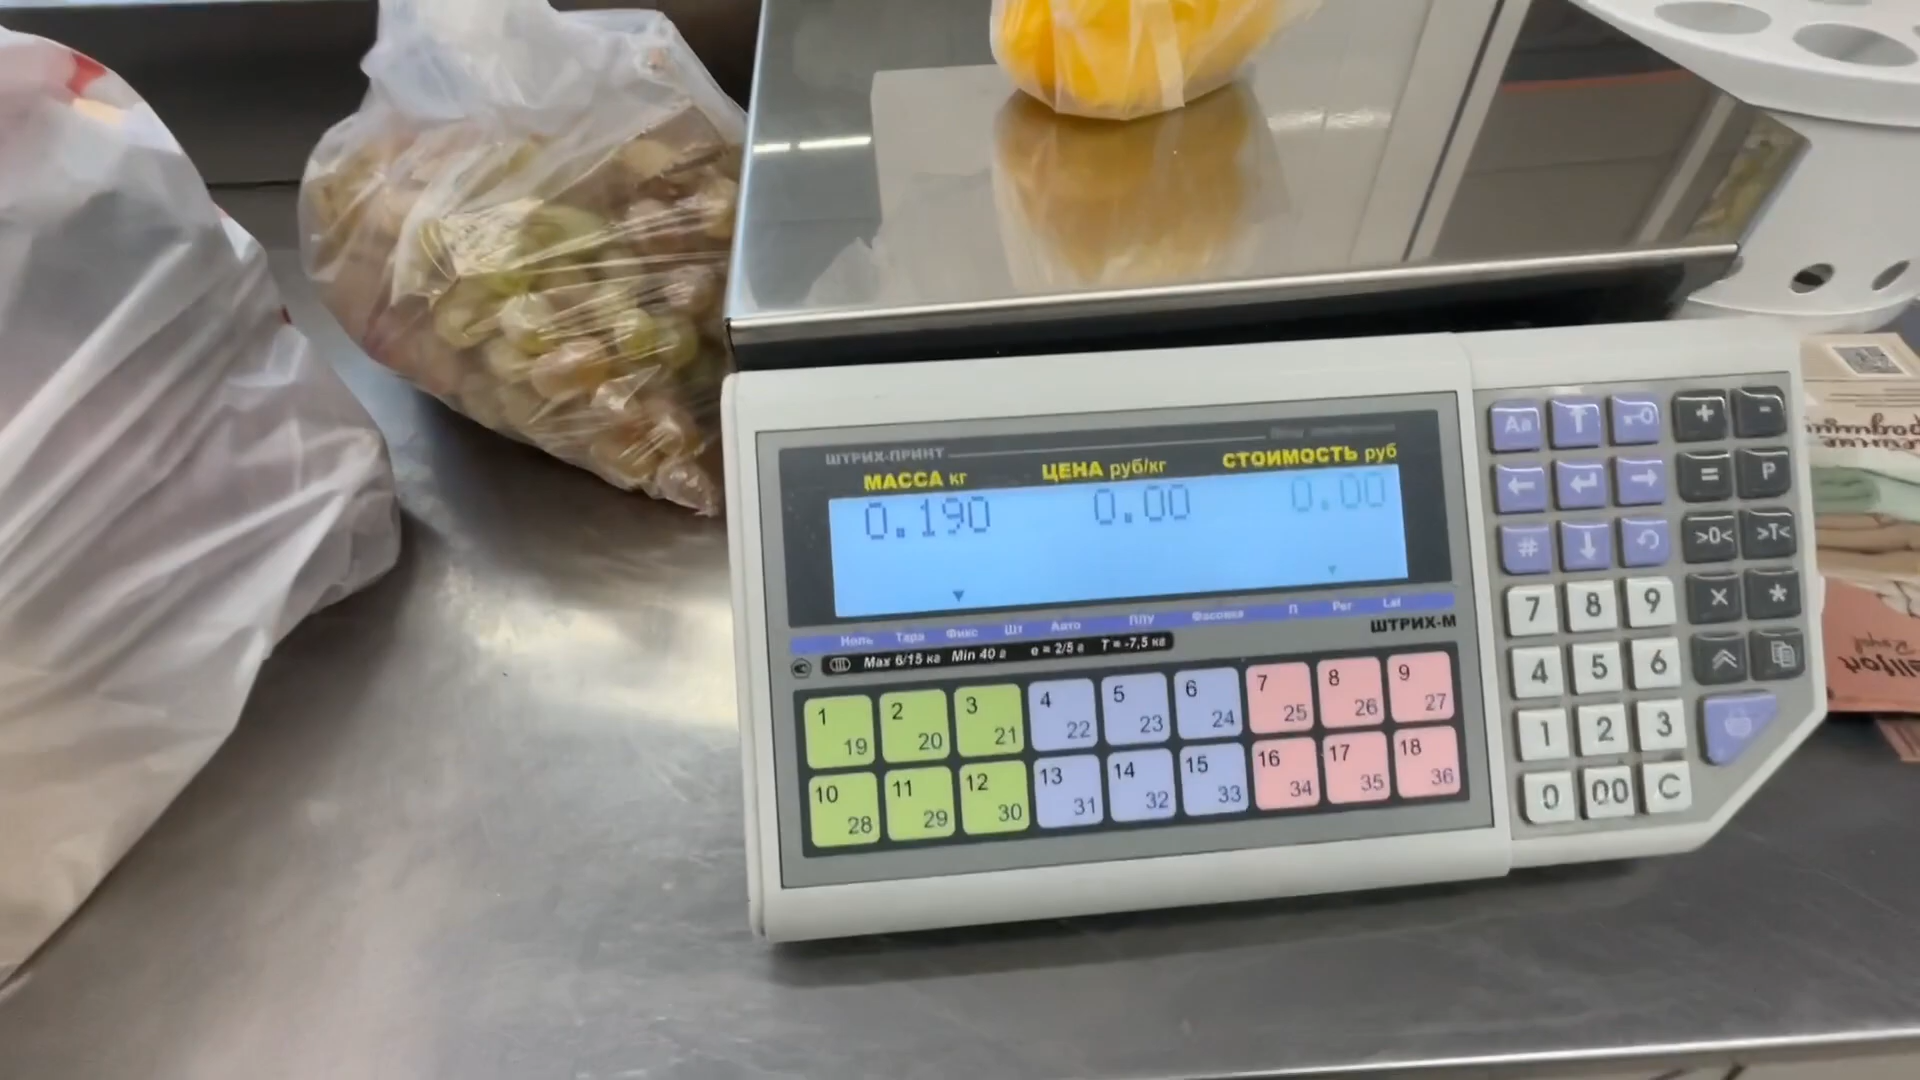 ШТРИХ-ПРИНТ
МАССА кг ЦЕНА руб/кг СТОИМОСТЬ руб
0.190 0.00 0.00
Ноль Тара Фикс Шт Авто ПЛУ Фасовка П Рег Lat
ШТРИХ-М
Max 6/15 кг Min 40 г e = 2/5 г T = -7,5 кг
1 19 2 20 3 21 4 22 5 23 6 24 7 25 8 26 9 27
10 28 11 29 12 30 13 31 14 32 15 33 16 34 17 35 18 36
Aa + -
= P
# >0< >T<
7 8 9 × *
4 5 6
1 2 3
0 00 C
Royal